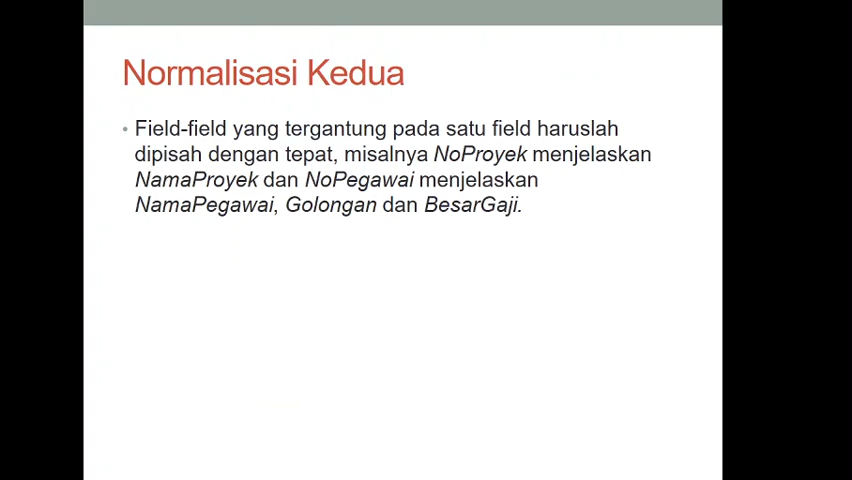 Normalisasi Kedua
• Field-field yang tergantung pada satu field haruslah
dipisah dengan tepat, misalnya NoProyek menjelaskan
NamaProyek dan NoPegawai menjelaskan
NamaPegawai, Golongan dan BesarGaji.